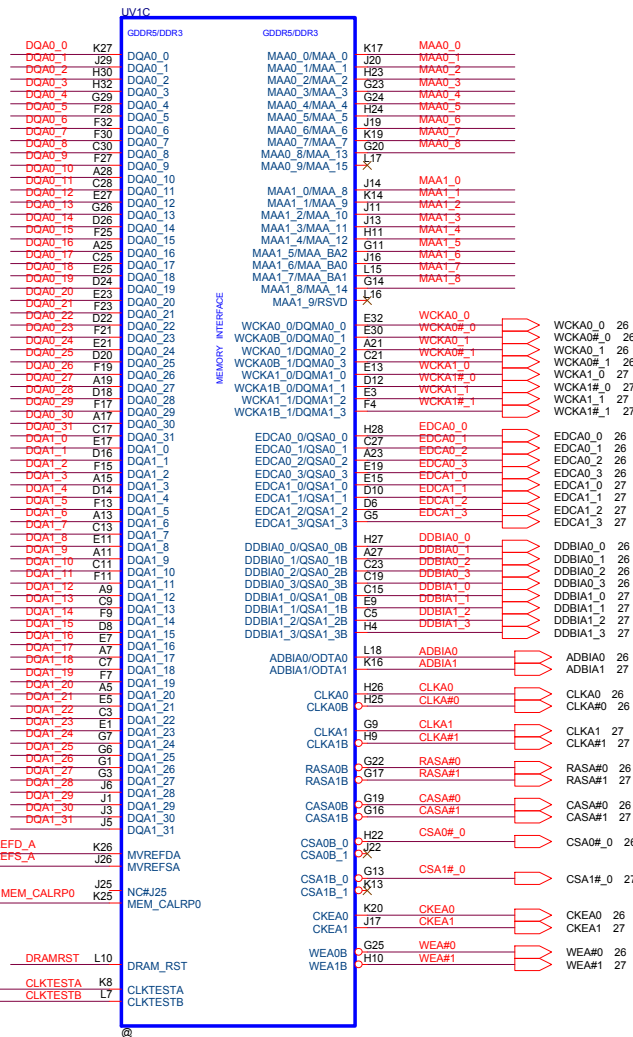 UV1C
GDDR5/DDR3 GDDR5/DDR3
DQA0_0 K27 DQA0_0
DQA0_1 J29 DQA0_1
DQA0_2 H30 DQA0_2
DQA0_3 H32 DQA0_3
DQA0_4 G29 DQA0_4
DQA0_5 F28 DQA0_5
DQA0_6 F32 DQA0_6
DQA0_7 F30 DQA0_7
DQA0_8 C30 DQA0_8
DQA0_9 F27 DQA0_9
DQA0_10 A28 DQA0_10
DQA0_11 C28 DQA0_11
DQA0_12 E27 DQA0_12
DQA0_13 G26 DQA0_13
DQA0_14 D26 DQA0_14
DQA0_15 F25 DQA0_15
DQA0_16 A25 DQA0_16
DQA0_17 C25 DQA0_17
DQA0_18 E25 DQA0_18
DQA0_19 D24 DQA0_19
DQA0_20 E23 DQA0_20
DQA0_21 F23 DQA0_21
DQA0_22 D22 DQA0_22
DQA0_23 F21 DQA0_23
DQA0_24 E21 DQA0_24
DQA0_25 D20 DQA0_25
DQA0_26 F19 DQA0_26
DQA0_27 A19 DQA0_27
DQA0_28 D18 DQA0_28
DQA0_29 F17 DQA0_29
DQA0_30 A17 DQA0_30
DQA0_31 C17 DQA0_31
DQA1_0 E17 DQA1_0
DQA1_1 D16 DQA1_1
DQA1_2 F15 DQA1_2
DQA1_3 A15 DQA1_3
DQA1_4 D14 DQA1_4
DQA1_5 F13 DQA1_5
DQA1_6 A13 DQA1_6
DQA1_7 C13 DQA1_7
DQA1_8 E11 DQA1_8
DQA1_9 A11 DQA1_9
DQA1_10 C11 DQA1_10
DQA1_11 F11 DQA1_11
DQA1_12 A9 DQA1_12
DQA1_13 C9 DQA1_13
DQA1_14 F9 DQA1_14
DQA1_15 D8 DQA1_15
DQA1_16 E7 DQA1_16
DQA1_17 A7 DQA1_17
DQA1_18 C7 DQA1_18
DQA1_19 F7 DQA1_19
DQA1_20 A5 DQA1_20
DQA1_21 E5 DQA1_21
DQA1_22 C3 DQA1_22
DQA1_23 E1 DQA1_23
DQA1_24 G7 DQA1_24
DQA1_25 G6 DQA1_25
DQA1_26 G1 DQA1_26
DQA1_27 G3 DQA1_27
DQA1_28 J6 DQA1_28
DQA1_29 J1 DQA1_29
DQA1_30 J3 DQA1_30
DQA1_31 J5 DQA1_31
EFD_A K26 MVREFDA
EFS_A J26 MVREFSA
J25 NC#J25
MEM_CALRP0 K25 MEM_CALRP0
DRAMRST L10 DRAM_RST
CLKTESTA K8 CLKTESTA
CLKTESTB L7 CLKTESTB
MEMORY INTERFACE
MAA0_0/MAA_0 K17 MAA0_0
MAA0_1/MAA_1 J20 MAA0_1
MAA0_2/MAA_2 H23 MAA0_2
MAA0_3/MAA_3 G23 MAA0_3
MAA0_4/MAA_4 G24 MAA0_4
MAA0_5/MAA_5 H24 MAA0_5
MAA0_6/MAA_6 J19 MAA0_6
MAA0_7/MAA_7 K19 MAA0_7
MAA0_8/MAA_13 G20 MAA0_8
MAA0_9/MAA_15 L17
MAA1_0/MAA_8 J14 MAA1_0
MAA1_1/MAA_9 K14 MAA1_1
MAA1_2/MAA_10 J11 MAA1_2
MAA1_3/MAA_11 J13 MAA1_3
MAA1_4/MAA_12 H11 MAA1_4
MAA1_5/MAA_BA2 G11 MAA1_5
MAA1_6/MAA_BA0 J16 MAA1_6
MAA1_7/MAA_BA1 L15 MAA1_7
MAA1_8/MAA_14 G14 MAA1_8
MAA1_9/RSVD L16
WCKA0_0/DQMA0_0 E32 WCKA0_0 WCKA0_0 26
WCKA0B_0/DQMA0_1 E30 WCKA0#_0 WCKA0#_0 26
WCKA0_1/DQMA0_2 A21 WCKA0_1 WCKA0_1 26
WCKA0B_1/DQMA0_3 C21 WCKA0#_1 WCKA0#_1 26
WCKA1_0/DQMA1_0 E13 WCKA1_0 WCKA1_0 27
WCKA1B_0/DQMA1_1 D12 WCKA1#_0 WCKA1#_0 27
WCKA1_1/DQMA1_2 E3 WCKA1_1 WCKA1_1 27
WCKA1B_1/DQMA1_3 F4 WCKA1#_1 WCKA1#_1 27
EDCA0_0/QSA0_0 H28 EDCA0_0 EDCA0_0 26
EDCA0_1/QSA0_1 C27 EDCA0_1 EDCA0_1 26
EDCA0_2/QSA0_2 A23 EDCA0_2 EDCA0_2 26
EDCA0_3/QSA0_3 E19 EDCA0_3 EDCA0_3 26
EDCA1_0/QSA1_0 E15 EDCA1_0 EDCA1_0 27
EDCA1_1/QSA1_1 D10 EDCA1_1 EDCA1_1 27
EDCA1_2/QSA1_2 D6 EDCA1_2 EDCA1_2 27
EDCA1_3/QSA1_3 G5 EDCA1_3 EDCA1_3 27
DDBIA0_0/QSA0_0B H27 DDBIA0_0 DDBIA0_0 26
DDBIA0_1/QSA0_1B A27 DDBIA0_1 DDBIA0_1 26
DDBIA0_2/QSA0_2B C23 DDBIA0_2 DDBIA0_2 26
DDBIA0_3/QSA0_3B C19 DDBIA0_3 DDBIA0_3 26
DDBIA1_0/QSA1_0B C15 DDBIA1_0 DDBIA1_0 27
DDBIA1_1/QSA1_1B E9 DDBIA1_1 DDBIA1_1 27
DDBIA1_2/QSA1_2B C5 DDBIA1_2 DDBIA1_2 27
DDBIA1_3/QSA1_3B H4 DDBIA1_3 DDBIA1_3 27
ADBIA0/ODTA0 L18 ADBIA0 ADBIA0 26
ADBIA1/ODTA1 K16 ADBIA1 ADBIA1 27
CLKA0 H26 CLKA0 CLKA0 26
CLKA0B H25 CLKA#0 CLKA#0 26
CLKA1 G9 CLKA1 CLKA1 27
CLKA1B H9 CLKA#1 CLKA#1 27
RASA0B G22 RASA#0 RASA#0 26
RASA1B G17 RASA#1 RASA#1 27
CASA0B G19 CASA#0 CASA#0 26
CASA1B G16 CASA#1 CASA#1 27
CSA0B_0 H22 CSA0#_0 CSA0#_0 26
CSA0B_1 J22
CSA1B_0 G13 CSA1#_0 CSA1#_0 27
CSA1B_1 K13
CKEA0 K20 CKEA0 CKEA0 26
CKEA1 J17 CKEA1 CKEA1 27
WEA0B G25 WEA#0 WEA#0 26
WEA1B H10 WEA#1 WEA#1 27
@